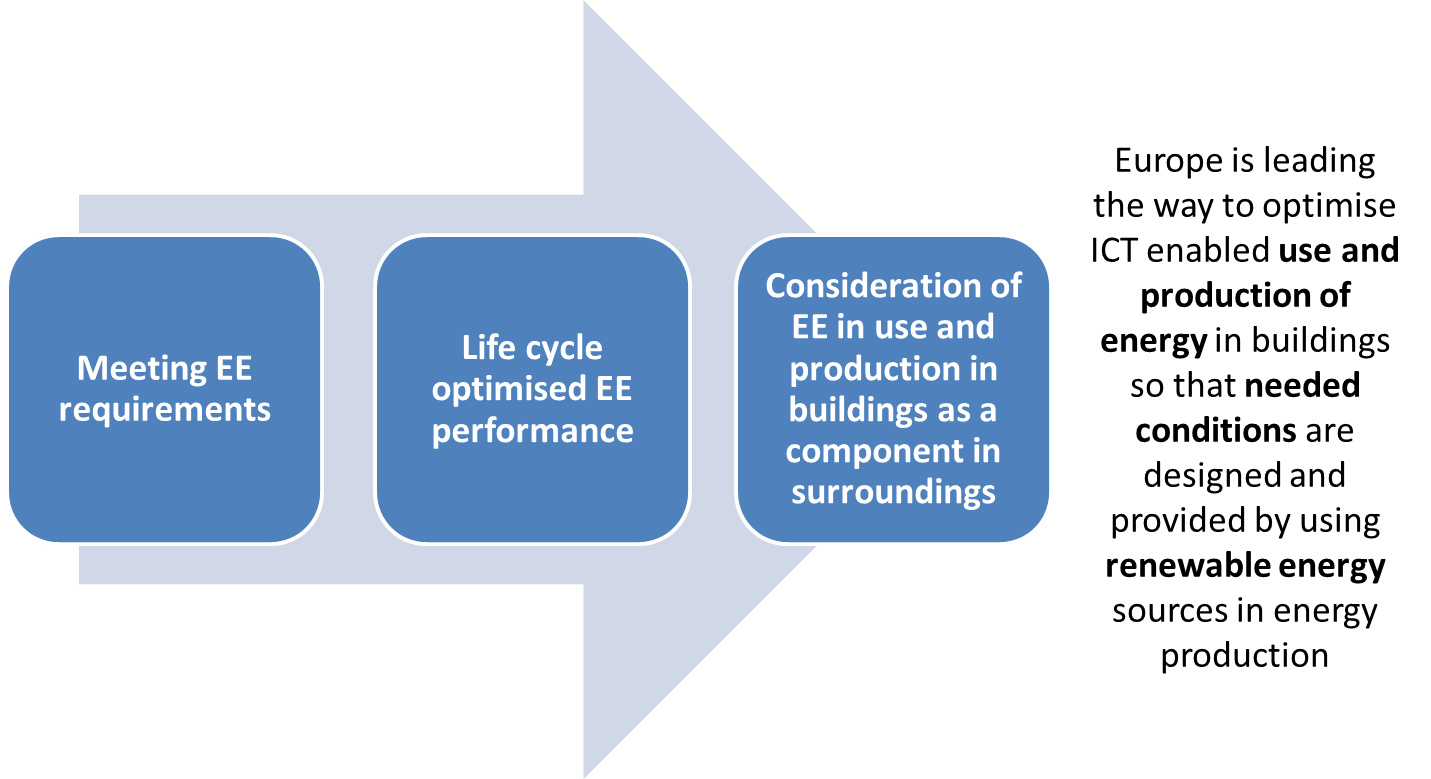 Meeting EE
requirements
Life cycle
optimised EE
performance
Consideration of
EE in use and
production in
buildings as a
component in
surroundings
Europe is leading
the way to optimise
ICT enabled use and
production of
energy in buildings
so that needed
conditions are
designed and
provided by using
renewable energy
sources in energy
production